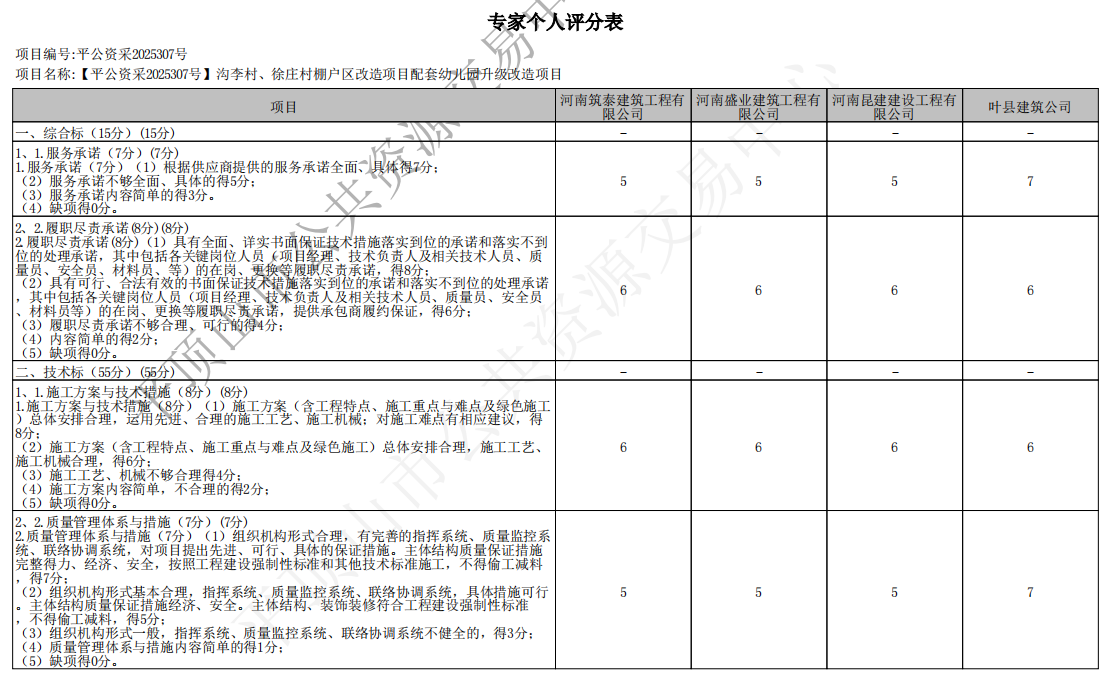 专家个人评分表
项目编号:平公资采2025307号
项目名称:【平公资采2025307号】沟李村、徐庄村棚户区改造项目配套幼儿园升级改造项目
项目
河南筑泰建筑工程有
限公司
河南盛业建筑工程有
限公司
河南昆建建设工程有
限公司
叶县建筑公司
一、综合标（15分）(15分)
－ － － －
1、1.服务承诺（7分）(7分)
1.服务承诺（7分）（1）根据供应商提供的服务承诺全面、具体得7分；
（2）服务承诺不够全面、具体的得5分；
（3）服务承诺内容简单的得3分。
（4）缺项得0分。
5 5 5 7
2、2.履职尽责承诺(8分)(8分)
2.履职尽责承诺(8分)（1）具有全面、详实书面保证技术措施落实到位的承诺和落实不到
位的处理承诺，其中包括各关键岗位人员（项目经理、技术负责人及相关技术人员、质
量员、安全员、材料员、等）的在岗、更换等履职尽责承诺，得8分；
（2）具有可行、合法有效的书面保证技术措施落实到位的承诺和落实不到位的处理承诺
，其中包括各关键岗位人员（项目经理、技术负责人及相关技术人员、质量员、安全员
、材料员等）的在岗、更换等履职尽责承诺，提供承包商履约保证，得6分；
（3）履职尽责承诺不够合理、可行的得4分；
（4）内容简单的得2分；
（5）缺项得0分。
6 6 6 6
二、技术标（55分）(55分)
－ － － －
1、1.施工方案与技术措施（8分）(8分)
1.施工方案与技术措施（8分）（1）施工方案（含工程特点、施工重点与难点及绿色施工
）总体安排合理，运用先进、合理的施工工艺、施工机械；对施工难点有相应建议，得
8分；
（2）施工方案（含工程特点、施工重点与难点及绿色施工）总体安排合理，施工工艺、
施工机械合理，得6分；
（3）施工工艺、机械不够合理得4分；
（4）施工方案内容简单，不合理的得2分；
（5）缺项得0分。
6 6 6 6
2、2.质量管理体系与措施（7分）(7分)
2.质量管理体系与措施（7分）（1）组织机构形式合理，有完善的指挥系统、质量监控系
统、联络协调系统，对项目提出先进、可行、具体的保证措施。主体结构质量保证措施
完整得力、经济、安全，按照工程建设强制性标准和其他技术标准施工，不得偷工减料
，得7分；
（2）组织机构形式基本合理，指挥系统、质量监控系统、联络协调系统，具体措施可行
。主体结构质量保证措施经济、安全。主体结构、装饰装修符合工程建设强制性标准
，不得偷工减料，得5分；
（3）组织机构形式一般，指挥系统、质量监控系统、联络协调系统不健全的，得3分；
（4）质量管理体系与措施内容简单的得1分；
（5）缺项得0分。
5 5 5 7
平顶山市公共资源交易中
平顶山市公共资源交易中心